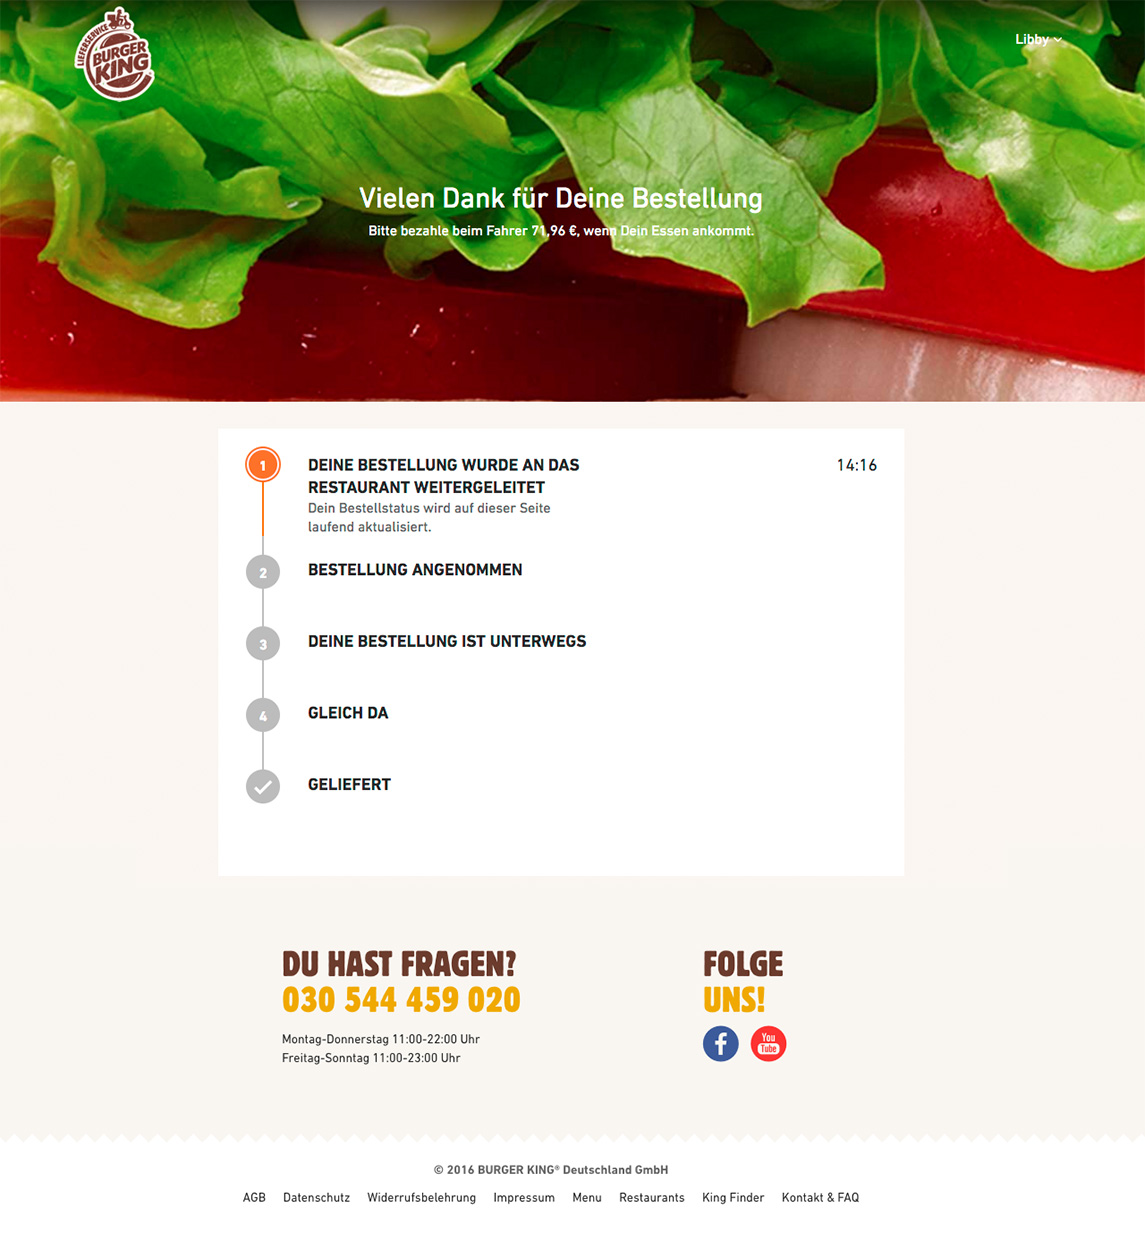 LIEFERSERVICE
BURGER
KING
Libby
Vielen Dank für Deine Bestellung
Bitte bezahle beim Fahrer 71,96 €, wenn Dein Essen ankommt.
1
DEINE BESTELLUNG WURDE AN DAS
RESTAURANT WEITERGELEITET
14:16
Dein Bestellstatus wird auf dieser Seite
laufend aktualisiert.
2
BESTELLUNG ANGENOMMEN
3
DEINE BESTELLUNG IST UNTERWEGS
4
GLEICH DA
GELIEFERT
DU HAST FRAGEN?
030 544 459 020
Montag-Donnerstag 11:00-22:00 Uhr
Freitag-Sonntag 11:00-23:00 Uhr
FOLGE
UNS!
f
You
Tube
© 2016 BURGER KING® Deutschland GmbH
AGB Datenschutz Widerrufsbelehrung Impressum Menu Restaurants King Finder Kontakt & FAQ